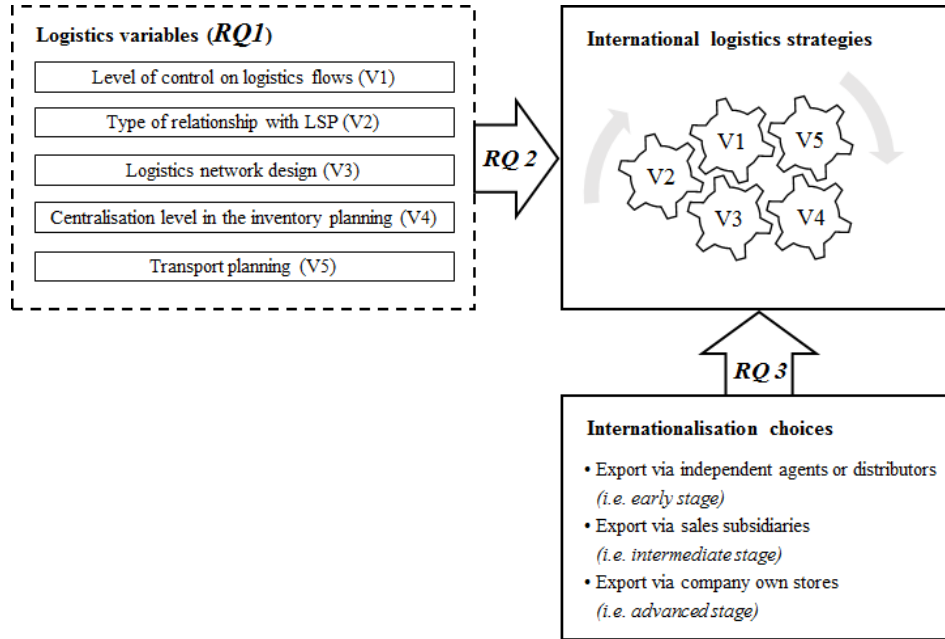 Logistics variables (RQ1)
Level of control on logistics flows (V1)
Type of relationship with LSP (V2)
Logistics network design (V3)
Centralisation level in the inventory planning (V4)
Transport planning (V5)
RQ 2
International logistics strategies
V1
V5
V2
V3
V4
RQ 3
Internationalisation choices
• Export via independent agents or distributors
(i.e. early stage)
• Export via sales subsidiaries
(i.e. intermediate stage)
• Export via company own stores
(i.e. advanced stage)